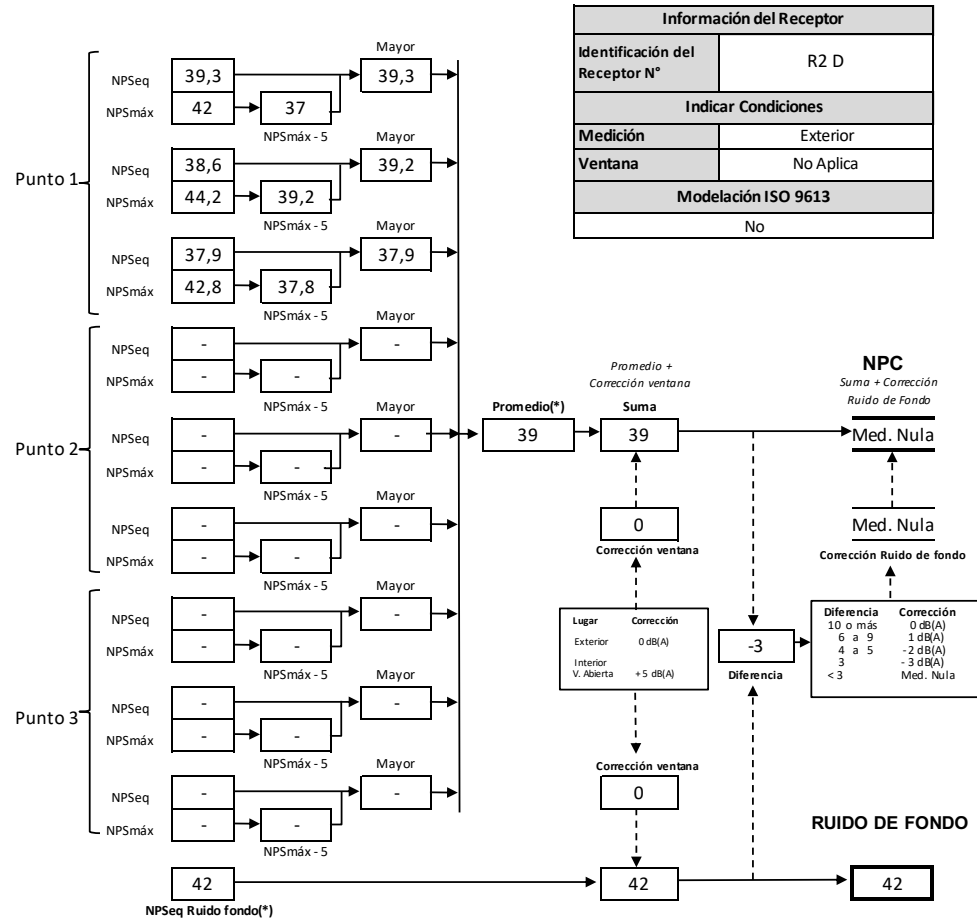 Información del Receptor
Identificación del Receptor N° R2 D
Indicar Condiciones
Medición Exterior
Ventana No Aplica
Modelación ISO 9613
No
Punto 1
Mayor
NPSeq 39,3 39,3
NPSmáx 42 37
NPSmáx - 5
Mayor
NPSeq 38,6 39,2
NPSmáx 44,2 39,2
NPSmáx - 5
Mayor
NPSeq 37,9 37,9
NPSmáx 42,8 37,8
NPSmáx - 5
Punto 2
Mayor
NPSeq - -
NPSmáx - -
NPSmáx - 5
Mayor
NPSeq - -
NPSmáx - -
NPSmáx - 5
Mayor
NPSeq - -
NPSmáx - -
NPSmáx - 5
Punto 3
Mayor
NPSeq - -
NPSmáx - -
NPSmáx - 5
Mayor
NPSeq - -
NPSmáx - -
NPSmáx - 5
Mayor
NPSeq - -
NPSmáx - -
NPSmáx - 5
Promedio(*)
39
Promedio +
Corrección ventana
Suma
39
0
Corrección ventana
Lugar Corrección
Exterior 0 dB(A)
Interior
V. Abierta + 5 dB(A)
Corrección ventana
0
NPC
Suma + Corrección
Ruido de Fondo
Med. Nula
Med. Nula
Corrección Ruido de fondo
-3
Diferencia
Diferencia Corrección
10 o más 0 dB(A)
6 a 9 1 dB(A)
4 a 5 -2 dB(A)
3 - 3 dB(A)
< 3 Med. Nula
RUIDO DE FONDO
42 42 42
NPSeq Ruido fondo(*)